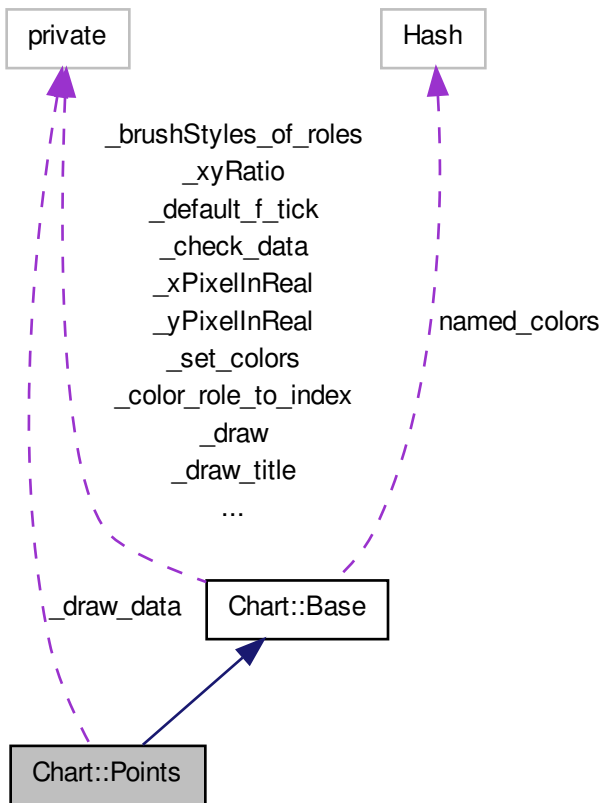 private
Hash
_brushStyles_of_roles
_xyRatio
_default_f_tick
_check_data
_xPixelInReal
_yPixelInReal
_set_colors
_color_role_to_index
_draw
_draw_title
...
named_colors
_draw_data
Chart::Base
Chart::Points